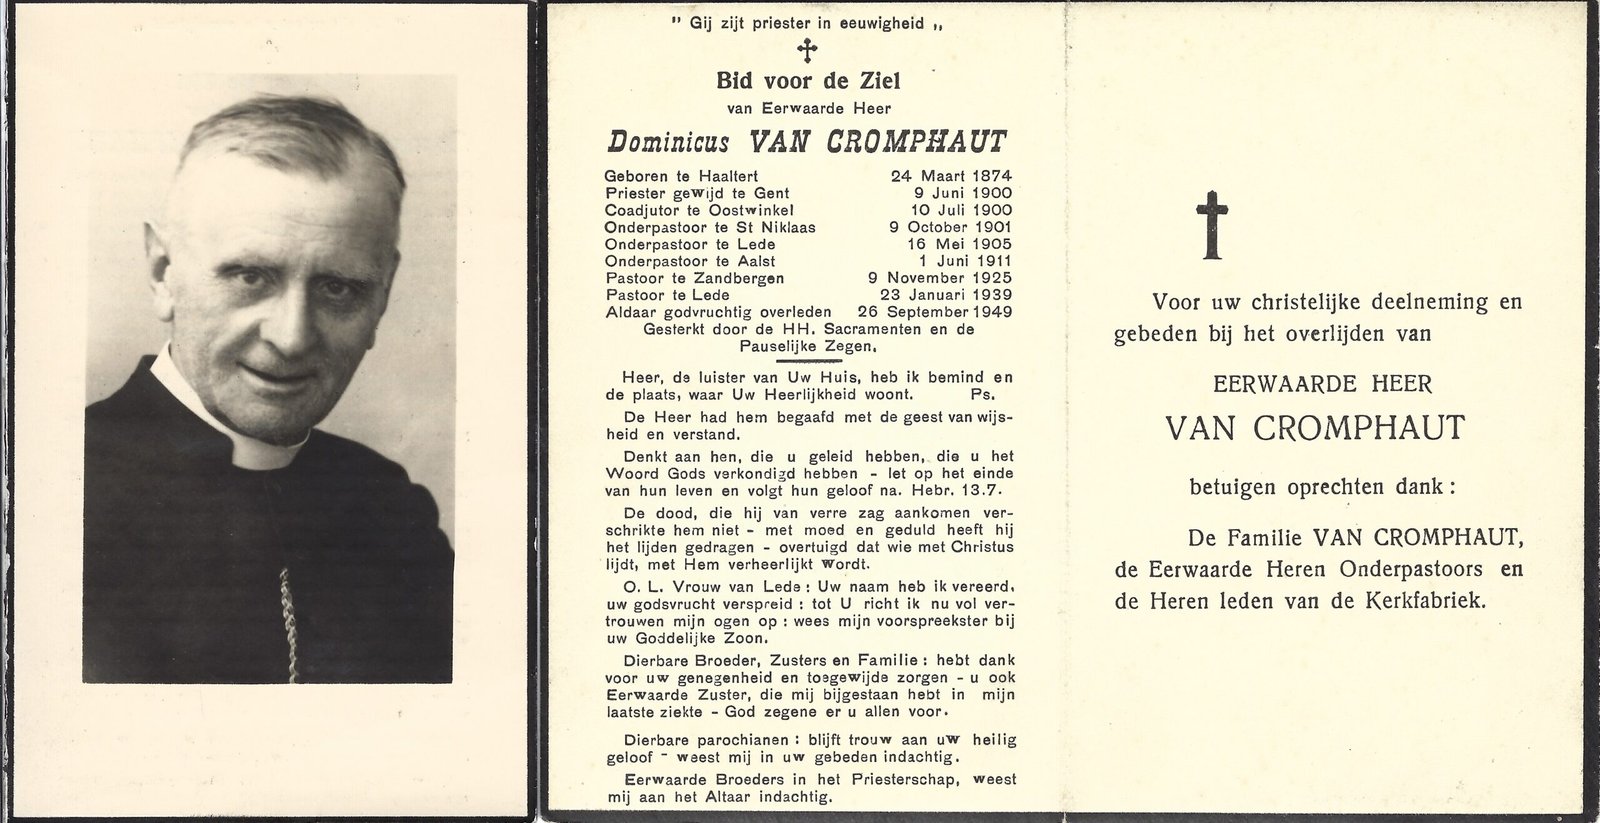 " Gij zijt priester in eeuwigheid „
Bid voor de Ziel
van Eerwaarde Heer
Dominicus VAN CROMPHAUT
Geboren te Haaltert 24 Maart 1874
Priester gewijd te Gent 9 Juni 1900
Coadjutor te Oostwinkel 10 Juli 1900
Onderpastoor te St Niklaas 9 October 1901
Onderpastoor te Lede 16 Mei 1905
Onderpastoor te Aalst 1 Juni 1911
Pastoor te Zandbergen 9 November 1925
Pastoor te Lede 23 Januari 1939
Aldaar godvruchtig overleden 26 September 1949
Gesterkt door de HH. Sacramenten en de
Pauselijke Zegen.
Heer, de luister van Uw Huis, heb ik bemind en
de plaats, waar Uw Heerlijkheid woont. Ps.
De Heer had hem begaafd met de geest van wijs-
heid en verstand.
Denkt aan hen, die u geleid hebben, die u het
Woord Gods verkondigd hebben - let op het einde
van hun leven en volgt hun geloof na. Hebr. 13.7.
De dood, die hij van verre zag aankomen ver-
schrikte hem niet - met moed en geduld heeft hij
het lijden gedragen - overtuigd dat wie met Christus
lijdt, met Hem verheerlijkt wordt.
O. L. Vrouw van Lede : Uw naam heb ik vereerd,
uw godsvrucht verspreid : tot U richt ik nu vol ver-
trouwen mijn ogen op : wees mijn voorspreekster bij
uw Goddelijke Zoon.
Dierbare Broeder, Zusters en Familie : hebt dank
voor uw genegenheid en toegewijde zorgen - u ook
Eerwaarde Zuster, die mij bijgestaan hebt in mijn
laatste ziekte - God zegene er u allen voor.
Dierbare parochianen : blijft trouw aan uw heilig
geloof - weest mij in uw gebeden indachtig.
Eerwaarde Broeders in het Priesterschap, weest
mij aan het Altaar indachtig.
Voor uw christelijke deelneming en
gebeden bij het overlijden van
EERWAARDE HEER
VAN CROMPHAUT
betuigen oprechten dank :
De Familie VAN CROMPHAUT,
de Eerwaarde Heren Onderpastoors en
de Heren leden van de Kerkfabriek.